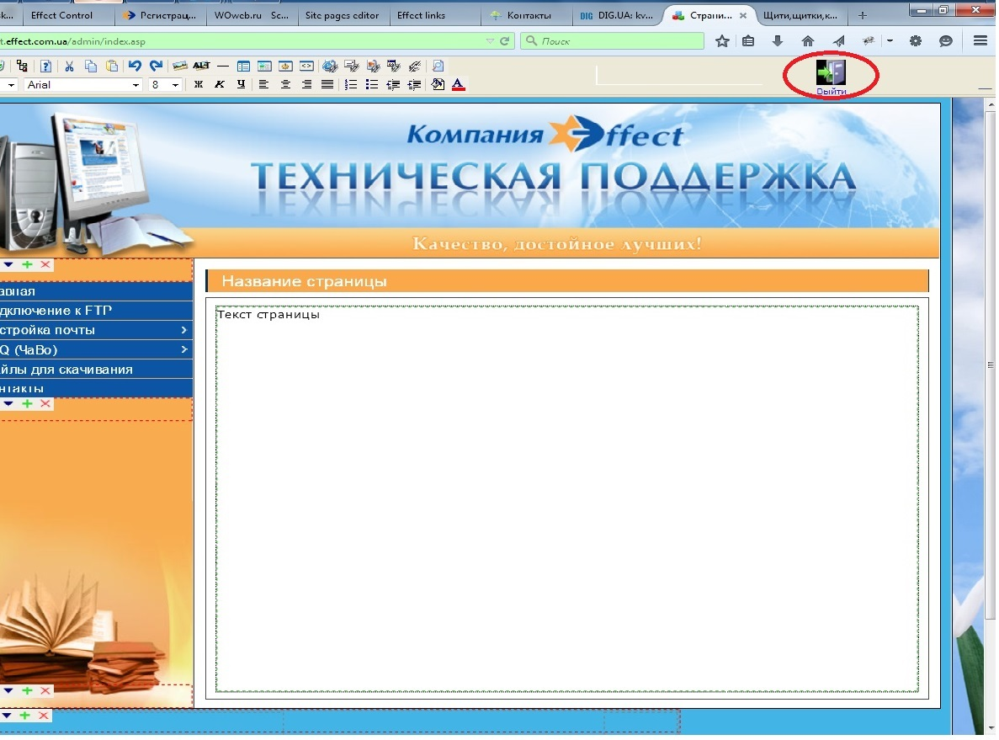 Effect Control Регистрац... WOweb.ru Sc... Site pages editor Effect links Контакты DIG DIG.UA: kv... Страни... Щити,щитки,к...
t.effect.com.ua/admin/index.asp Поиск
ALT
Arial 8 Ж К Ч А
Выйти
Компания Effect
ТЕХНИЧЕСКАЯ ПОДДЕРЖКА
Качество, достойное лучших!
Название страницы
авная
дключение к FTP
стройка почты
Q (ЧаВо)
йлы для скачивания
нтакты
Текст страницы